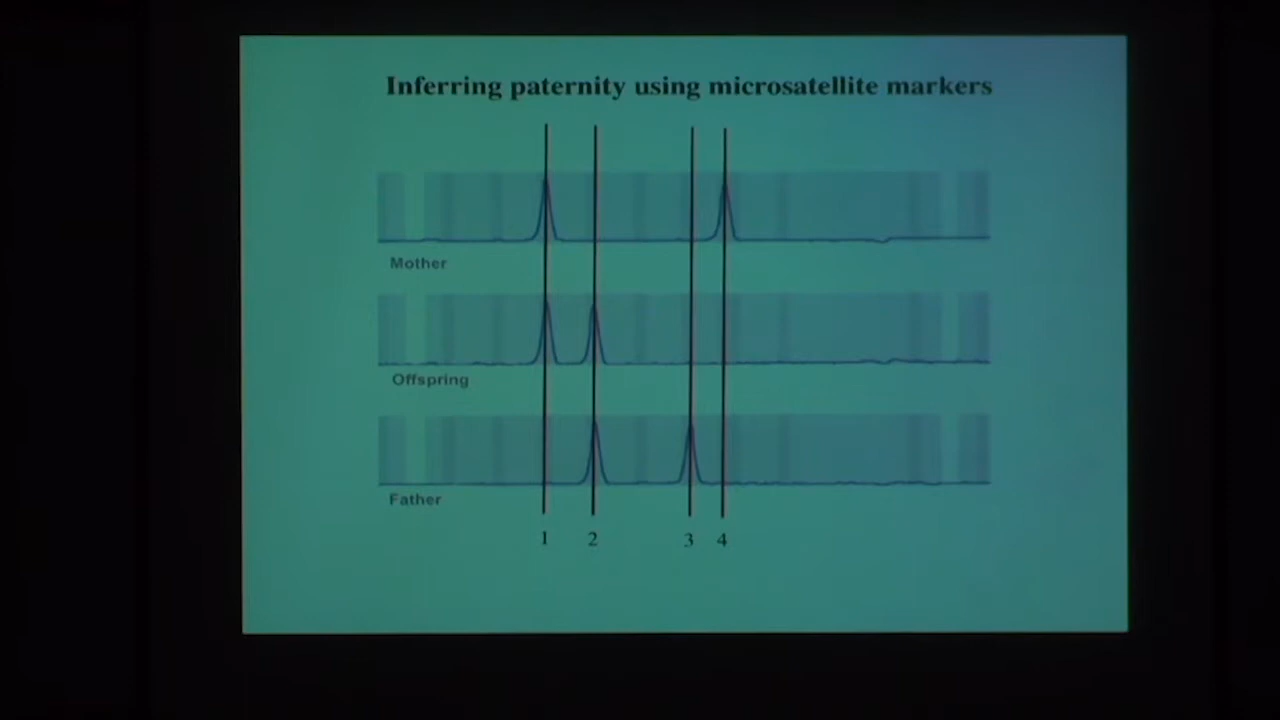 Inferring paternity using microsatellite markers
Mother
Offspring
Father
1 2 3 4